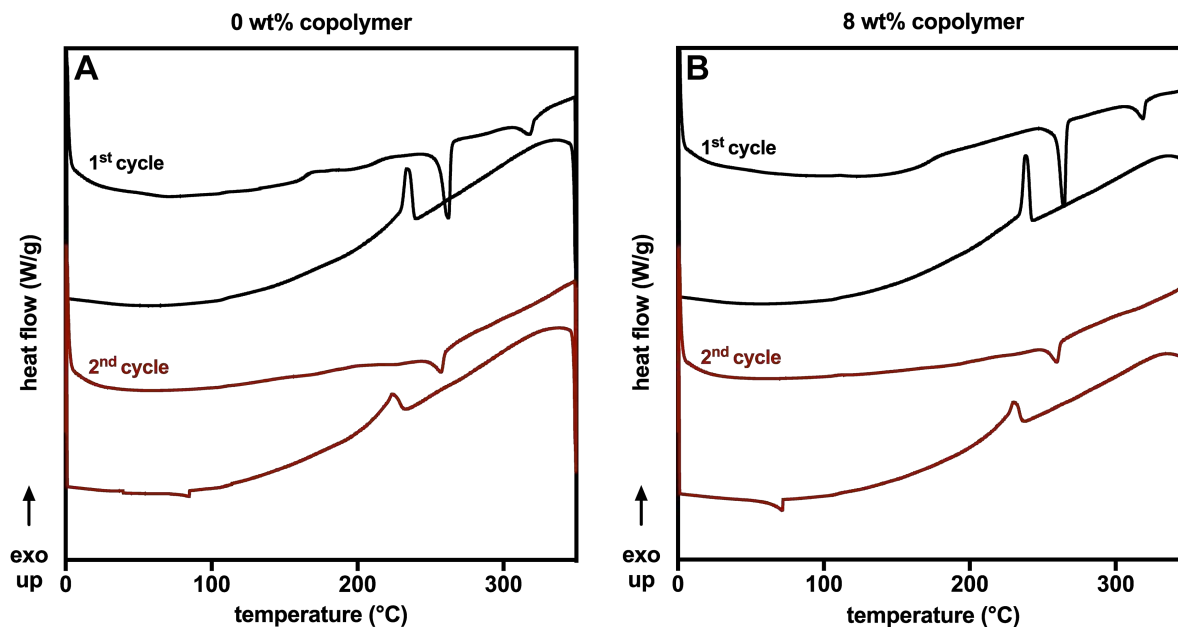 0 wt% copolymer
A
1st cycle
2nd cycle
heat flow (W/g)
exo
up
0 100 200 300
temperature (°C)
8 wt% copolymer
B
1st cycle
2nd cycle
heat flow (W/g)
exo
up
0 100 200 300
temperature (°C)